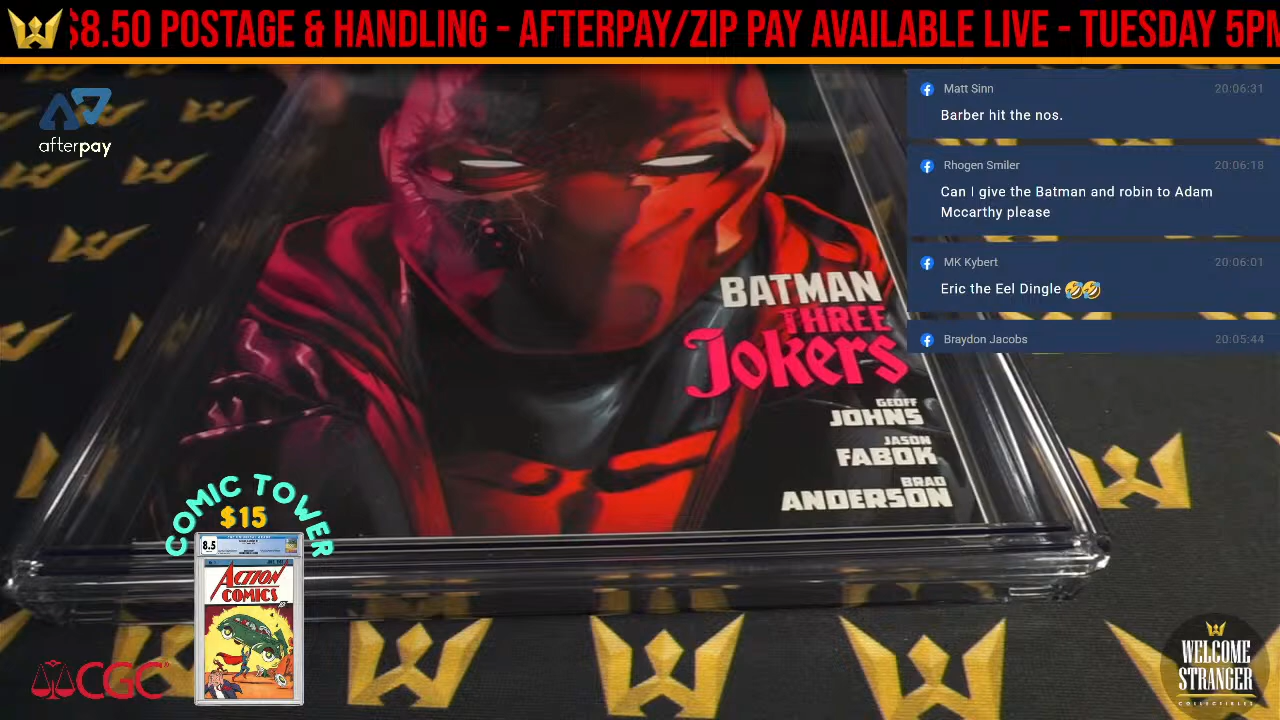 $8.50 POSTAGE & HANDLING - AFTERPAY/ZIP PAY AVAILABLE LIVE - TUESDAY 5PM
afterpay
Matt Sinn 20:06:31
Barber hit the nos.
Rhogen Smiler 20:06:18
Can I give the Batman and robin to Adam
Mccarthy please
MK Kybert 20:06:01
Eric the Eel Dingle 🤣🤣
Braydon Jacobs 20:05:44
BATMAN
THREE
Jokers
GEOFF
JOHNS
JASON
FABOK
BRAD
ANDERSON
COMIC TOWER
$15
8.5
ACTION
COMICS
CGC
WELCOME
STRANGER
COLLECTIBLES